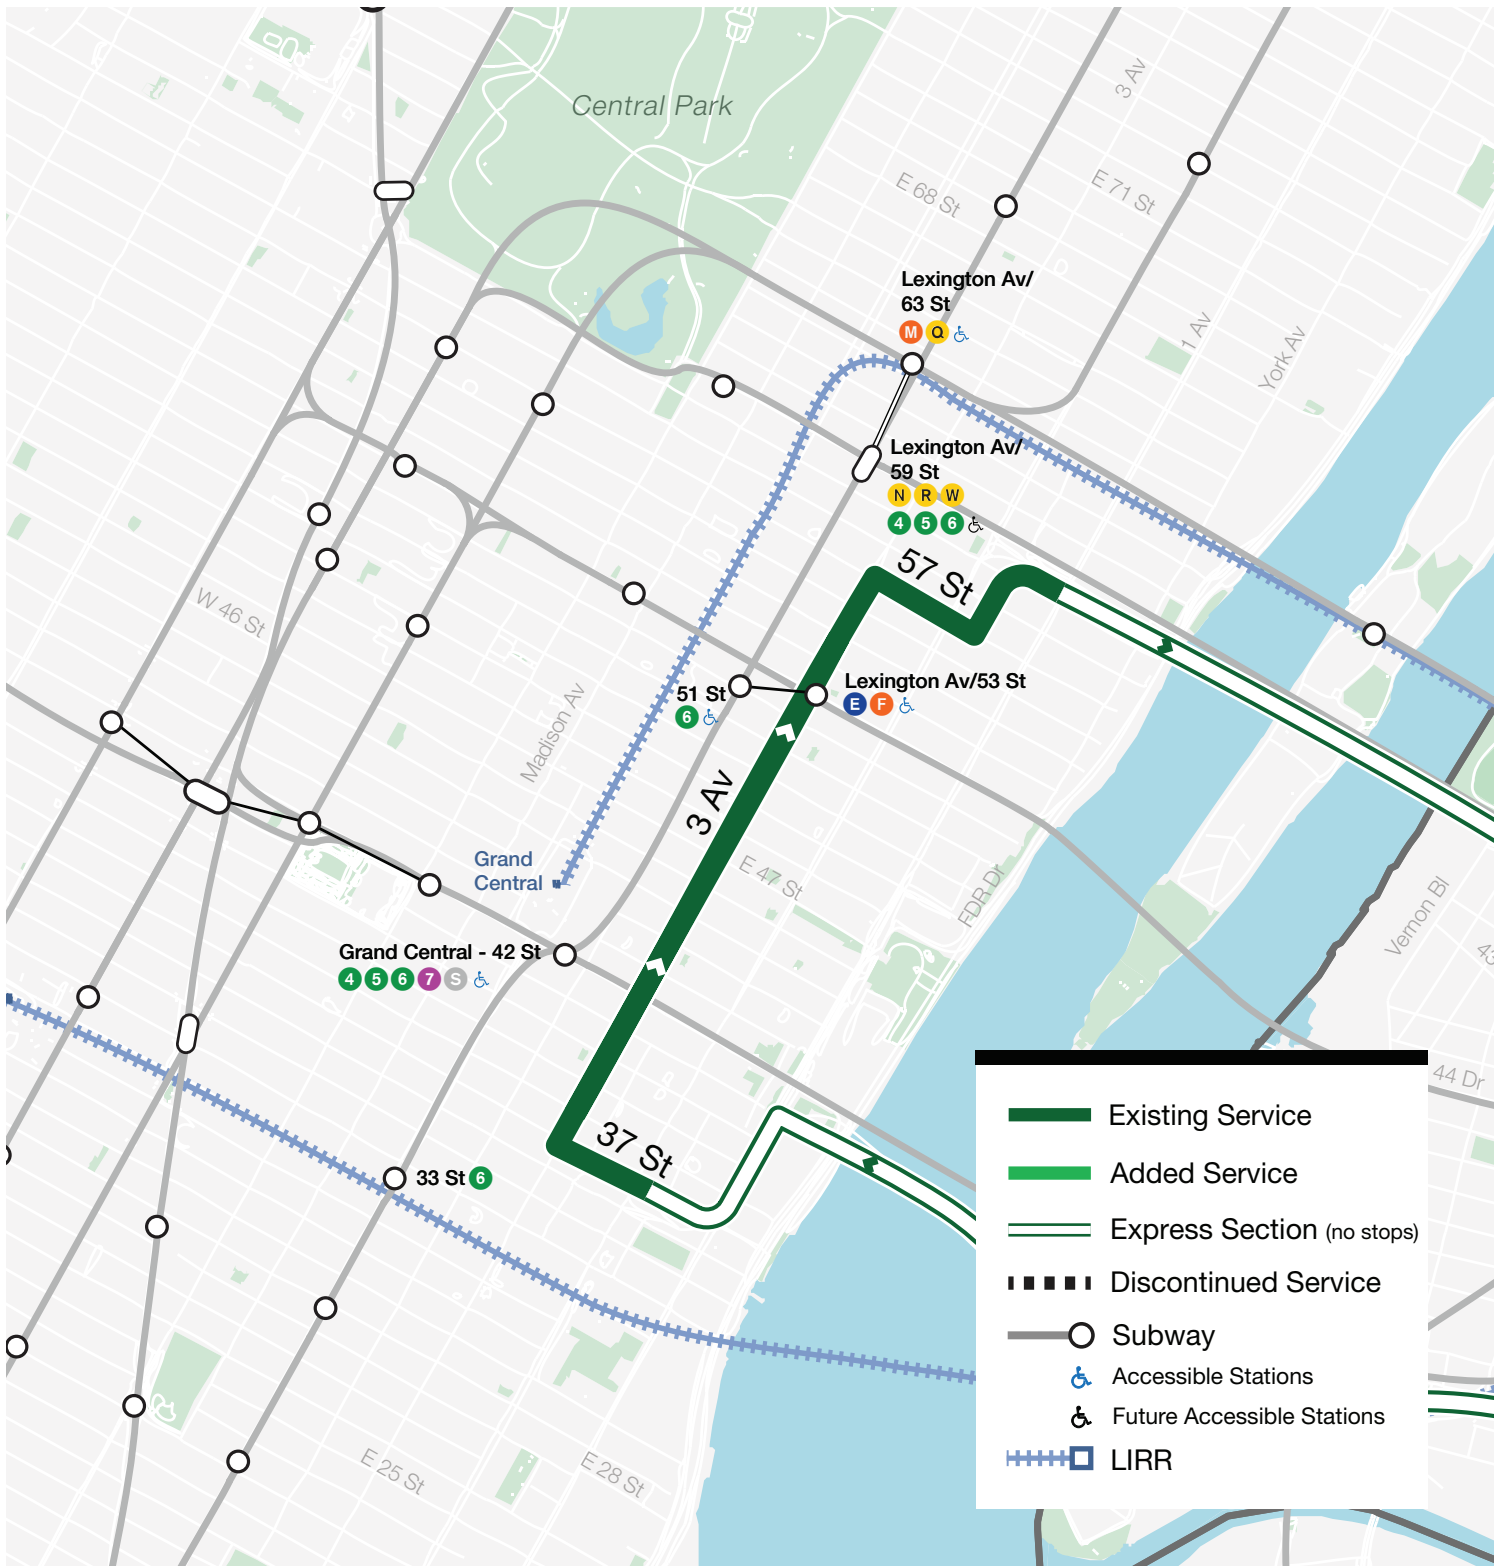 Central Park
3 Av
E 68 St
E 71 St
Lexington Av/
63 St
M Q
1 Av
York Av
Lexington Av/
59 St
N R W
4 5 6
57 St
W 46 St
Madison Av
51 St
6
Lexington Av/53 St
E F
3 Av
Grand
Central
E 47 St
FDR Dr
Vernon Bl
43
Grand Central - 42 St
4 5 6 7 S
44 Dr
37 St
33 St 6
E 25 St
E 28 St
Existing Service
Added Service
Express Section (no stops)
Discontinued Service
Subway
Accessible Stations
Future Accessible Stations
LIRR